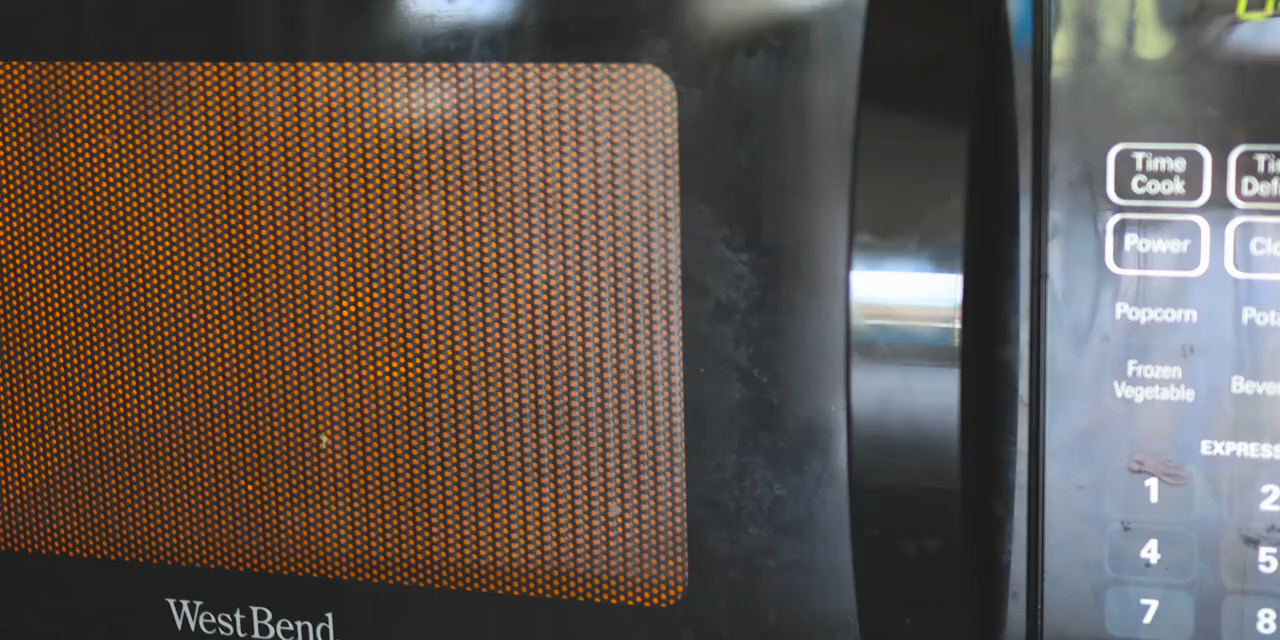 Time
Cook
Power
Popcorn
Frozen
Vegetable
EXPRESS
1
2
4
5
7
8
West Bend